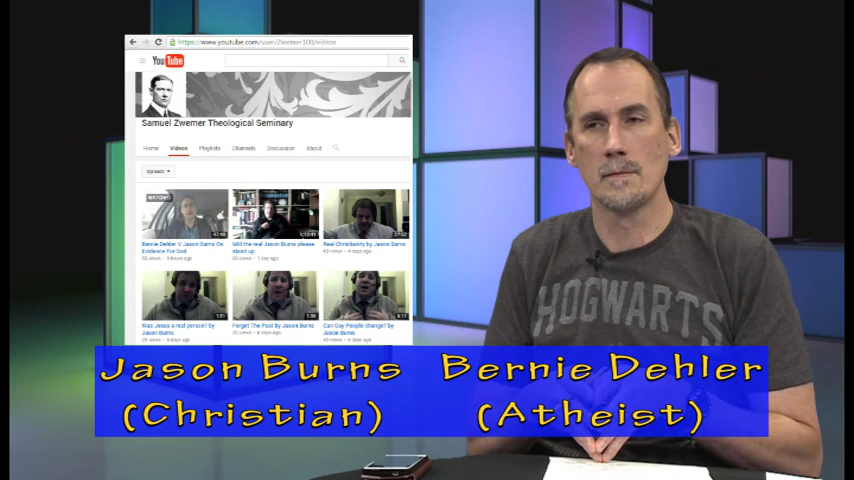 https://www.youtube.com/user/Zwemer100/videos
YouTube
Samuel Zwemer Theological Seminary
Home Videos Playlists Channels Discussion About
Uploads
WATCHED
Bernie Dehler V Jason Burns On
Evidence For God
Will the real Jason Burns please
stand up
Real Christianity by Jason Burns
1:51
Was Jesus a real person? by
Jason Burns
Forget The Past by Jason Burns
Can Gay People change? by
Jason Burns
HOGWARTS
Jason Burns
(Christian)
Bernie Dehler
(Atheist)